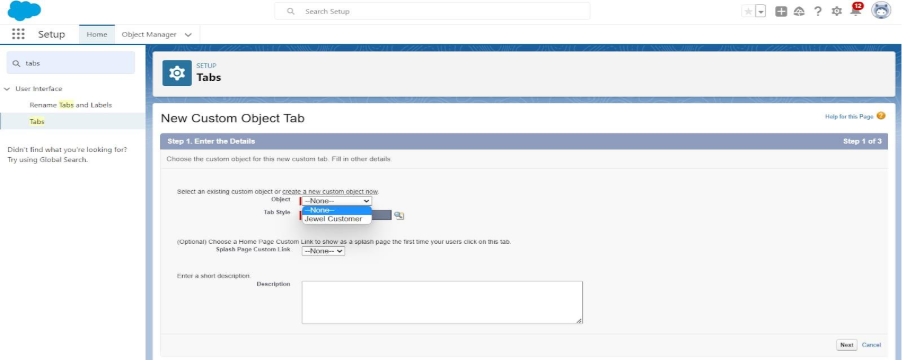 Search Setup
12
Setup
Home
Object Manager
tabs
User Interface
Rename Tabs and Labels
Tabs
Didn't find what you're looking for?
Try using Global Search.
SETUP
Tabs
New Custom Object Tab
Help for this Page
Step 1. Enter the Details
Step 1 of 3
Choose the custom object for this new custom tab. Fill in other details.
Select an existing custom object or create a new custom object now.
Object
--None--
--None--
Jewel Customer
Tab Style
(Optional) Choose a Home Page Custom Link to show as a splash page the first time your users click on this tab.
Splash Page Custom Link
--None--
Enter a short description.
Description
Next
Cancel